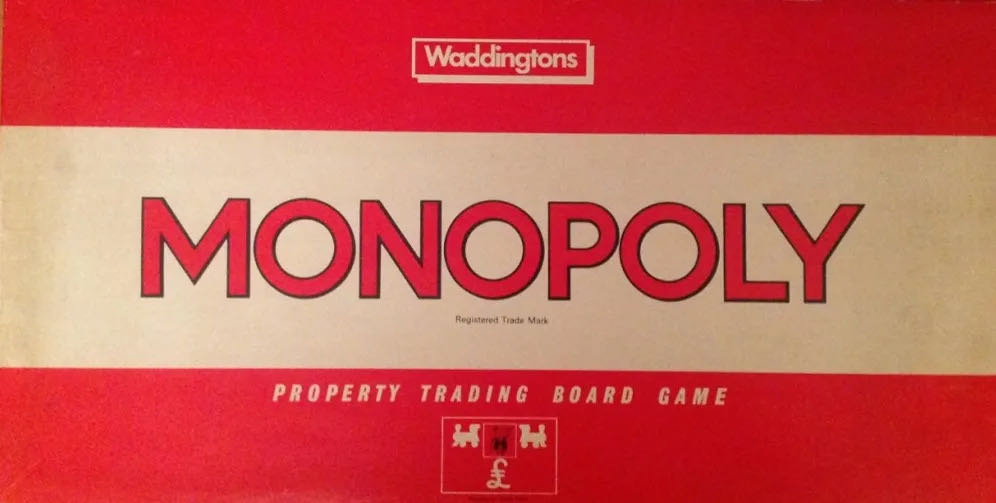 Waddingtons
MONOPOLY
Registered Trade Mark
PROPERTY TRADING BOARD GAME
£